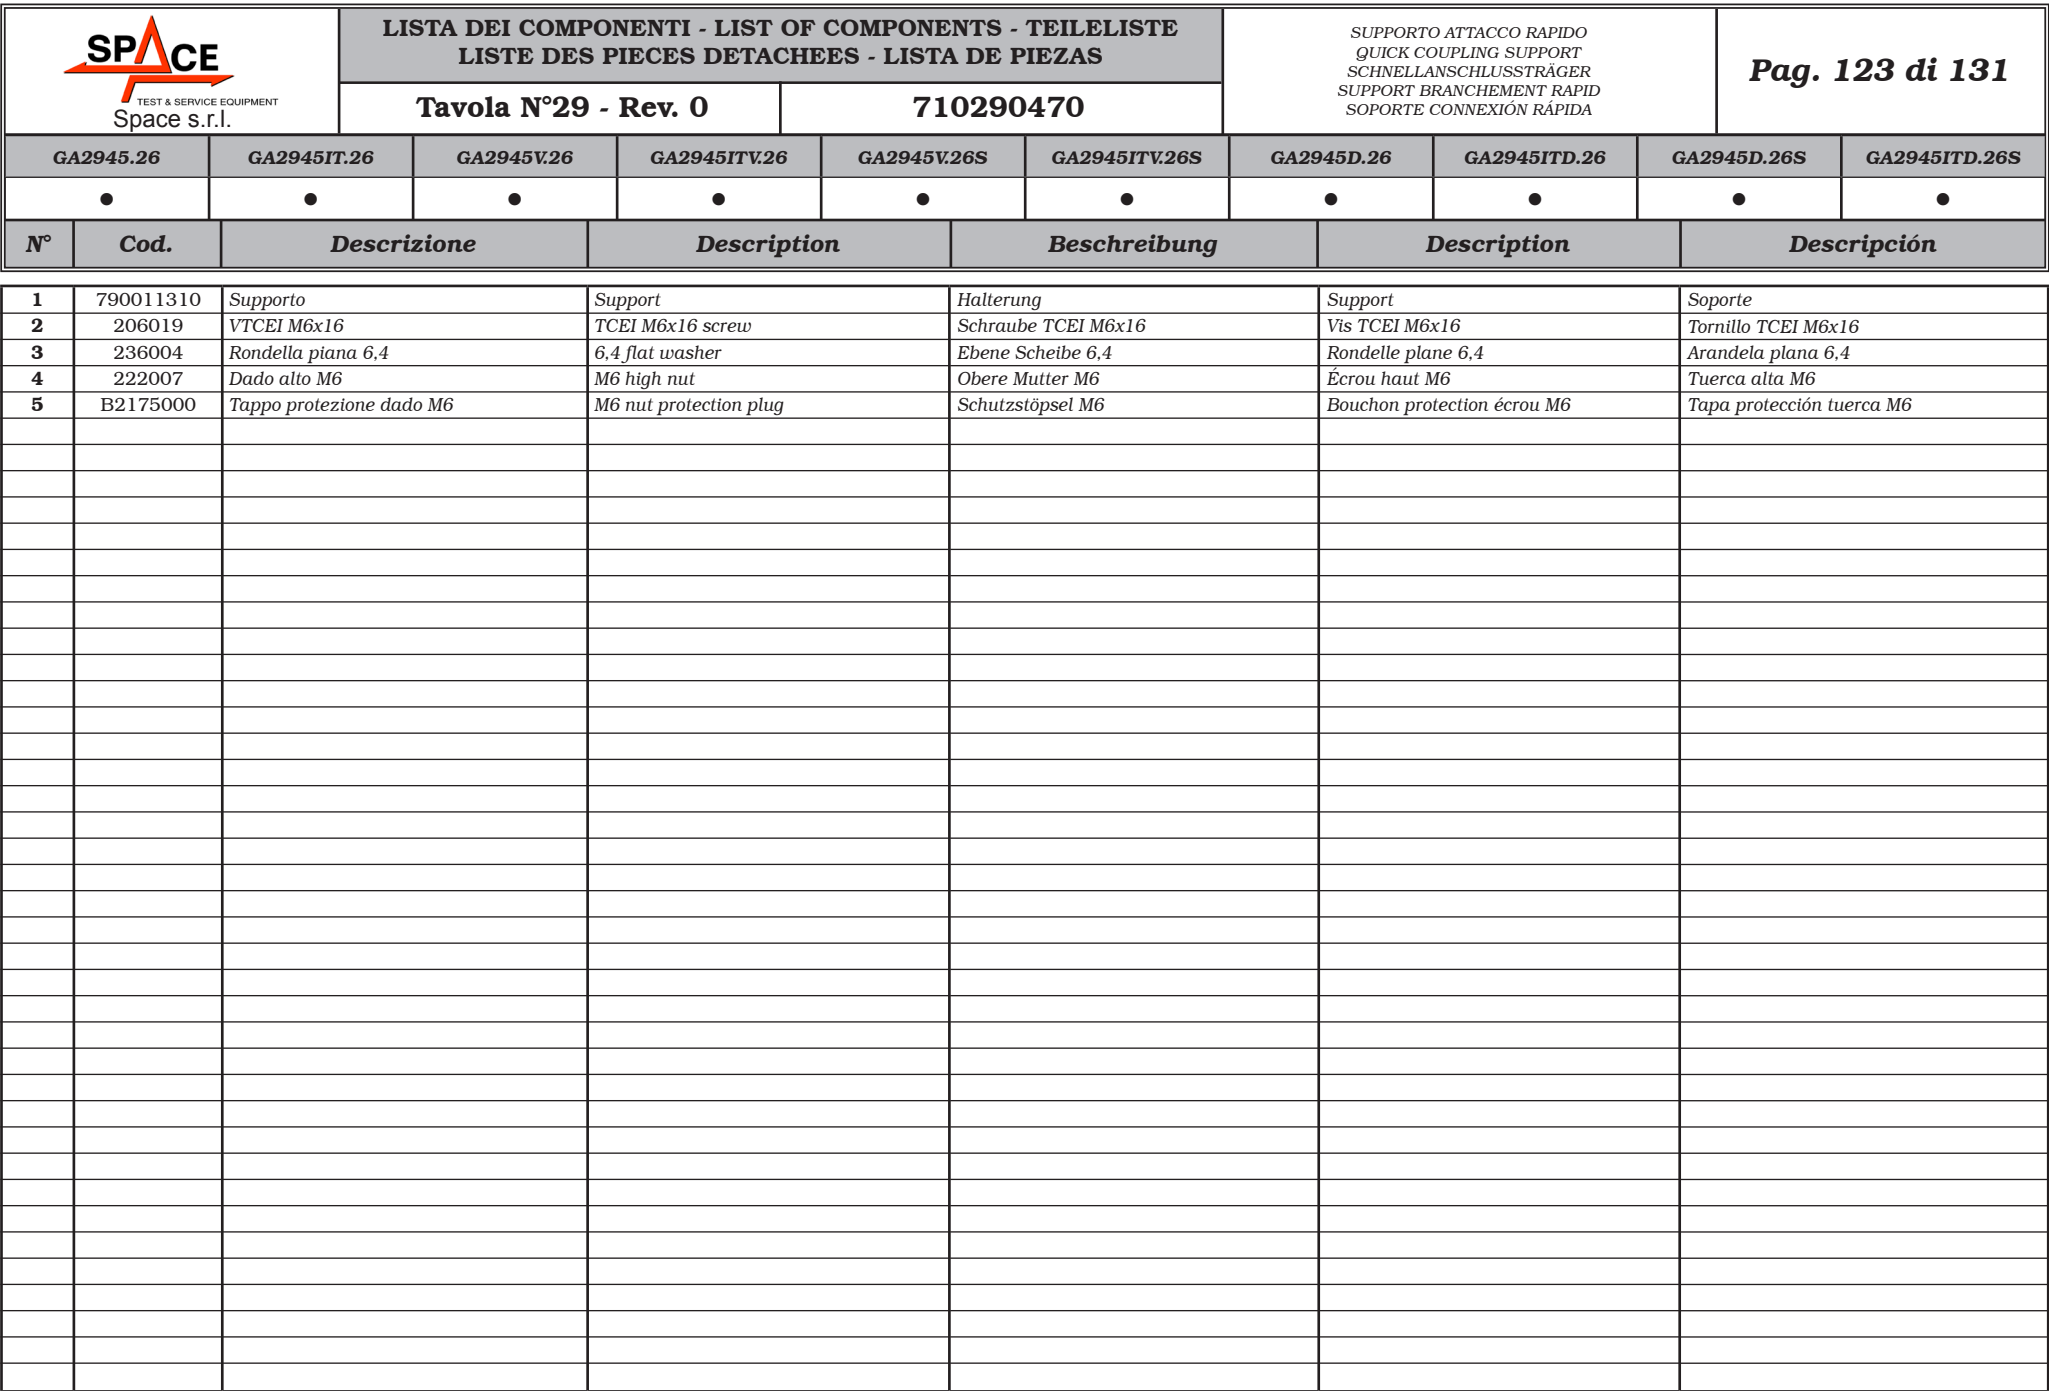 SPACE
TEST & SERVICE EQUIPMENT
Space s.r.l.
LISTA DEI COMPONENTI - LIST OF COMPONENTS - TEILELISTE
LISTE DES PIECES DETACHEES - LISTA DE PIEZAS
Tavola N°29 - Rev. 0 710290470
SUPPORTO ATTACCO RAPIDO
QUICK COUPLING SUPPORT
SCHNELLANSCHLUSSTRÄGER
SUPPORT BRANCHEMENT RAPID
SOPORTE CONNEXIÓN RÁPIDA
Pag. 123 di 131
GA2945.26 GA2945IT.26 GA2945V.26 GA2945ITV.26 GA2945V.26S GA2945ITV.26S GA2945D.26 GA2945ITD.26 GA2945D.26S GA2945ITD.26S
● ● ● ● ● ● ● ● ● ●
N° Cod. Descrizione Description Beschreibung Description Descripción
1 790011310 Supporto Support Halterung Support Soporte
2 206019 VTCEI M6x16 TCEI M6x16 screw Schraube TCEI M6x16 Vis TCEI M6x16 Tornillo TCEI M6x16
3 236004 Rondella piana 6,4 6,4 flat washer Ebene Scheibe 6,4 Rondelle plane 6,4 Arandela plana 6,4
4 222007 Dado alto M6 M6 high nut Obere Mutter M6 Écrou haut M6 Tuerca alta M6
5 B2175000 Tappo protezione dado M6 M6 nut protection plug Schutzstöpsel M6 Bouchon protection écrou M6 Tapa protección tuerca M6